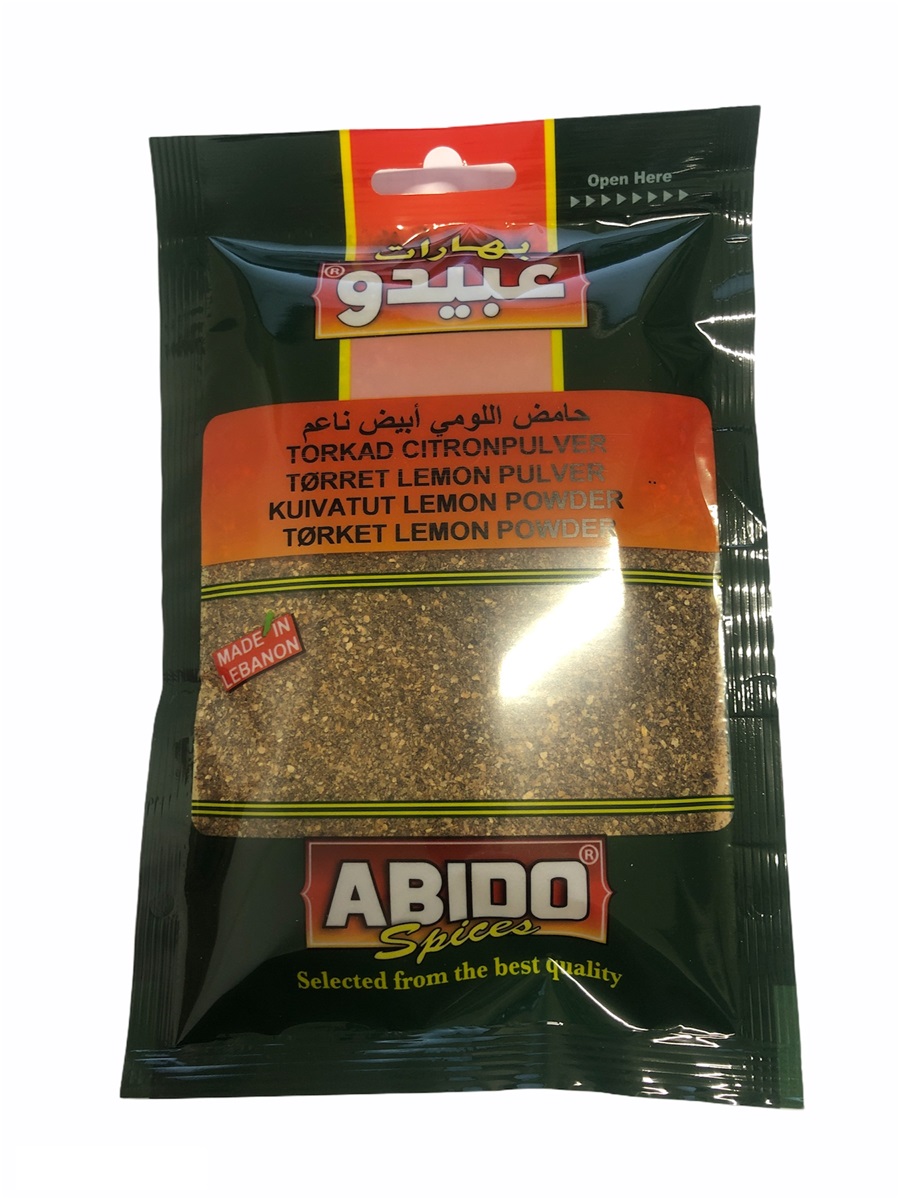 Open Here
بهارات
عبيدو®
حامض اللومي أبيض ناعم
TORKAD CITRONPULVER
TØRRET LEMON PULVER
KUIVATUT LEMON POWDER
TØRKET LEMON POWDER
MADE IN
LEBANON
ABIDO®
Spices
Selected from the best quality